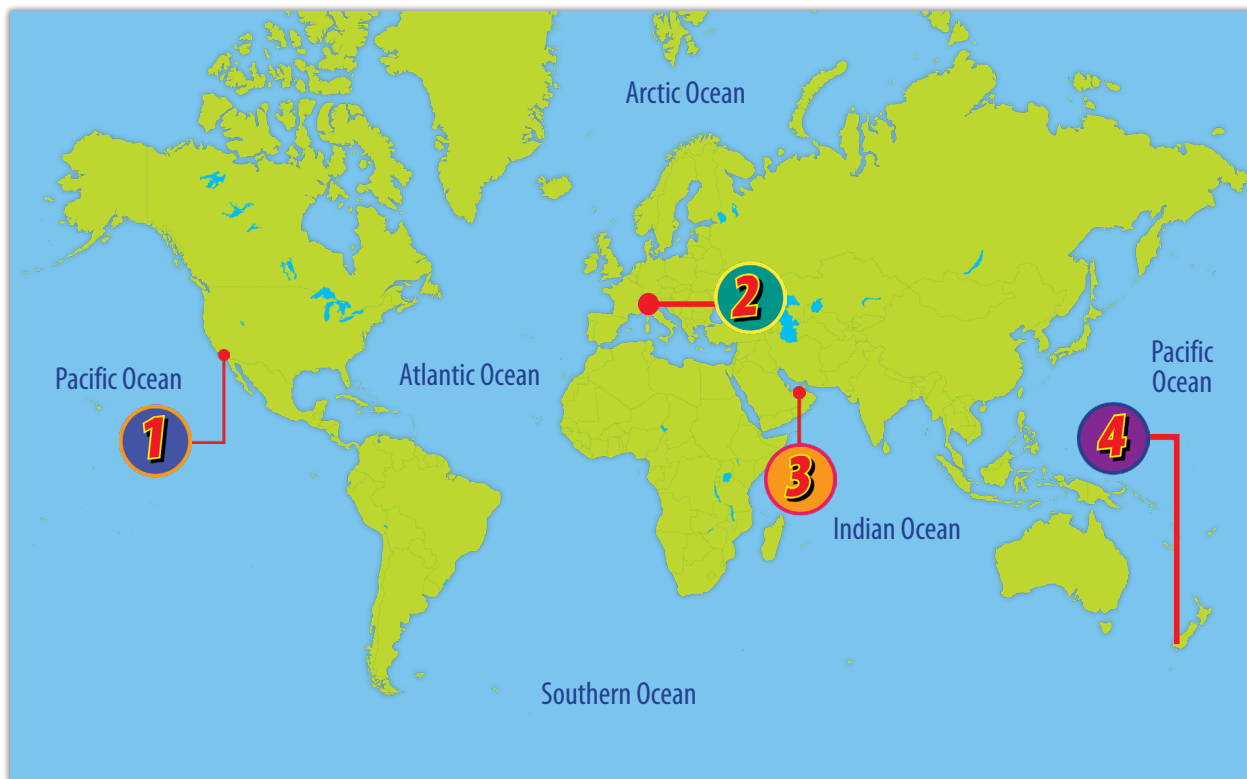 Arctic Ocean
2
Pacific Ocean
Atlantic Ocean
Pacific
Ocean
1
4
3
Indian Ocean
Southern Ocean